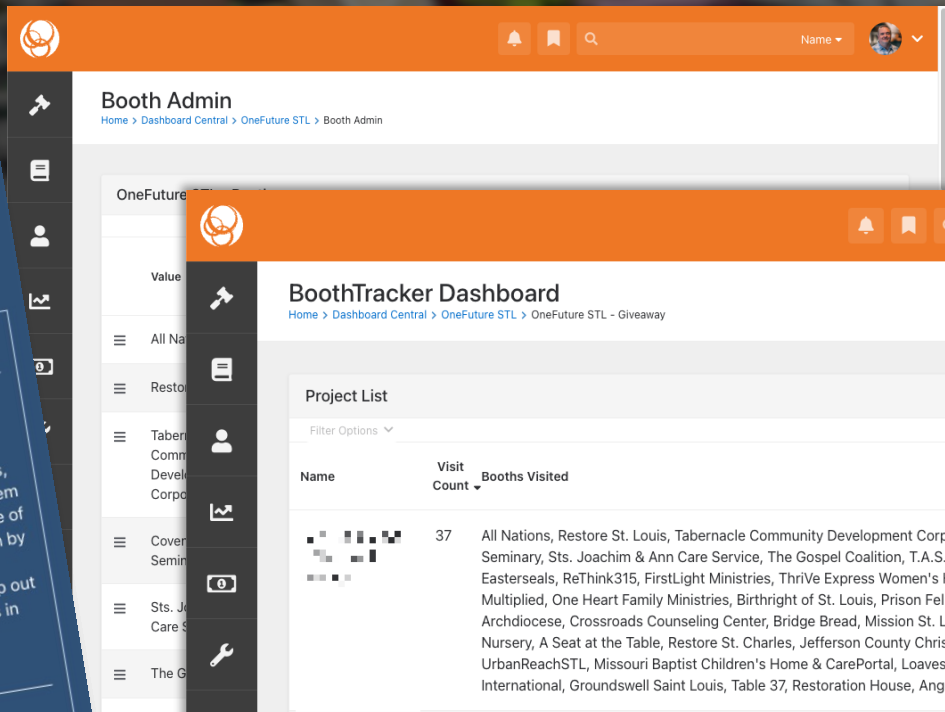 Name
Booth Admin
Home > Dashboard Central > OneFuture STL > Booth Admin
OneFuture
Value
All Na
Resto
Taber
Comm
Devel
Corpo
Cover
Semin
Sts. Jo
Care S
The G
em
e of
n by
p out
s in
BoothTracker Dashboard
Home > Dashboard Central > OneFuture STL > OneFuture STL - Giveaway
Project List
Filter Options
Name
Visit
Count
Booths Visited
37
All Nations, Restore St. Louis, Tabernacle Community Development Corp
Seminary, Sts. Joachim & Ann Care Service, The Gospel Coalition, T.A.S.
Easterseals, ReThink315, FirstLight Ministries, ThriVe Express Women's
Multiplied, One Heart Family Ministries, Birthright of St. Louis, Prison Fel
Archdiocese, Crossroads Counseling Center, Bridge Bread, Mission St. L
Nursery, A Seat at the Table, Restore St. Charles, Jefferson County Chris
UrbanReachSTL, Missouri Baptist Children's Home & CarePortal, Loaves
International, Groundswell Saint Louis, Table 37, Restoration House, Ang